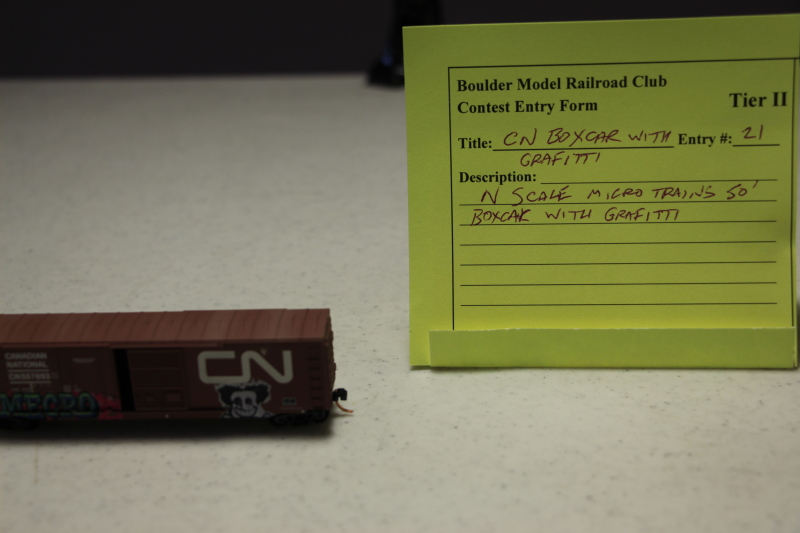 Boulder Model Railroad Club
Contest Entry Form
Tier II
Title: CN BOXCAR WITH Entry #: 21
GRAFITTI
Description:
N SCALE MICRO TRAINS 50'
BOXCAR WITH GRAFITTI
CANADIAN
NATIONAL
CN